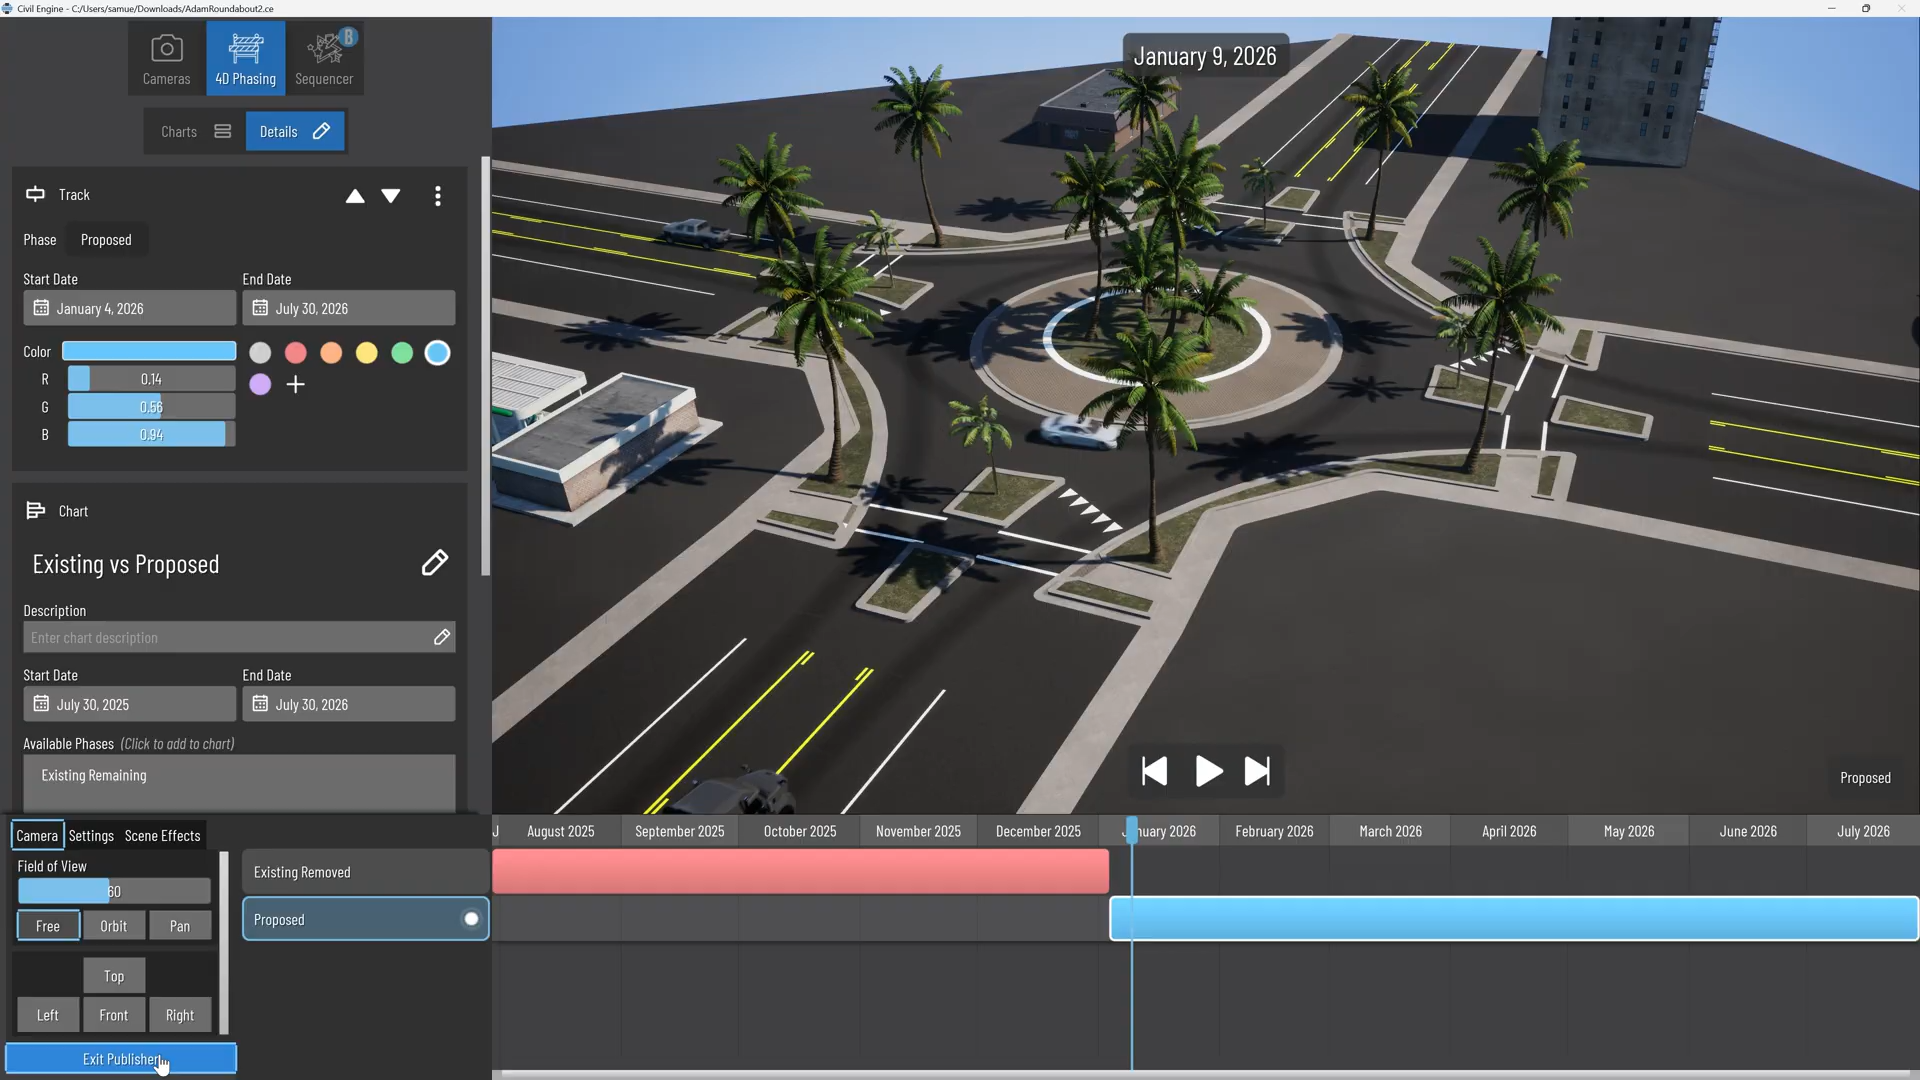 Civil Engine - C:/Users/samue/Downloads/AdamRoundabout2.ce
Cameras
4D Phasing
B
Sequencer
Charts
Details
Track
Phase Proposed
Start Date
End Date
January 4, 2026
July 30, 2026
Color
R 0.14
G 0.56
B 0.94
Chart
Existing vs Proposed
Description
Enter chart description
Start Date
End Date
July 30, 2025
July 30, 2026
Available Phases (Click to add to chart)
Existing Remaining
Camera Settings Scene Effects
Field of View
60
Free Orbit Pan
Top
Left Front Right
Exit Publisher
January 9, 2026
Proposed
J August 2025 September 2025 October 2025 November 2025 December 2025 January 2026 February 2026 March 2026 April 2026 May 2026 June 2026 July 2026
Existing Removed
Proposed